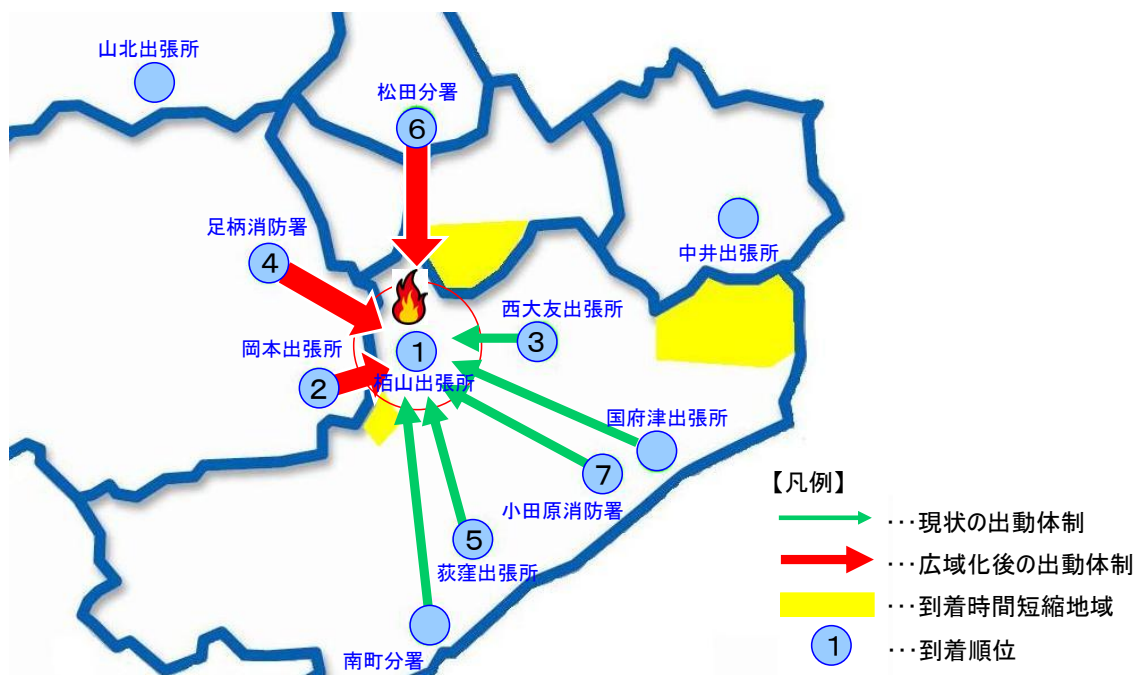 山北出張所
松田分署
6
足柄消防署
4
中井出張所
西大友出張所
3
岡本出張所
2
1
栢山出張所
国府津出張所
7
小田原消防署
5
荻窪出張所
南町分署
【凡例】
･･･現状の出動体制
･･･広域化後の出動体制
･･･到着時間短縮地域
1 ･･･到着順位